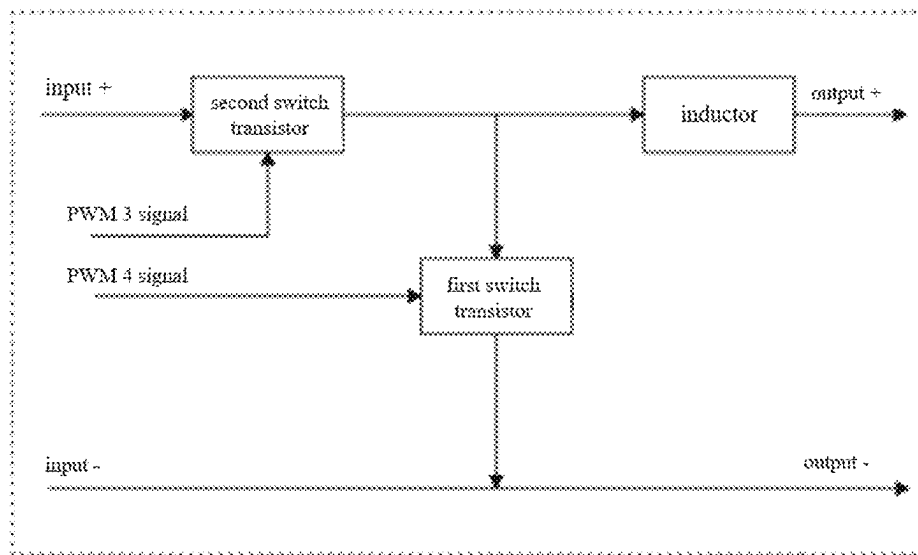 input +
second switch
transistor
inductor
output +
PWM 3 signal
PWM 4 signal
first switch
transistor
input -
output -